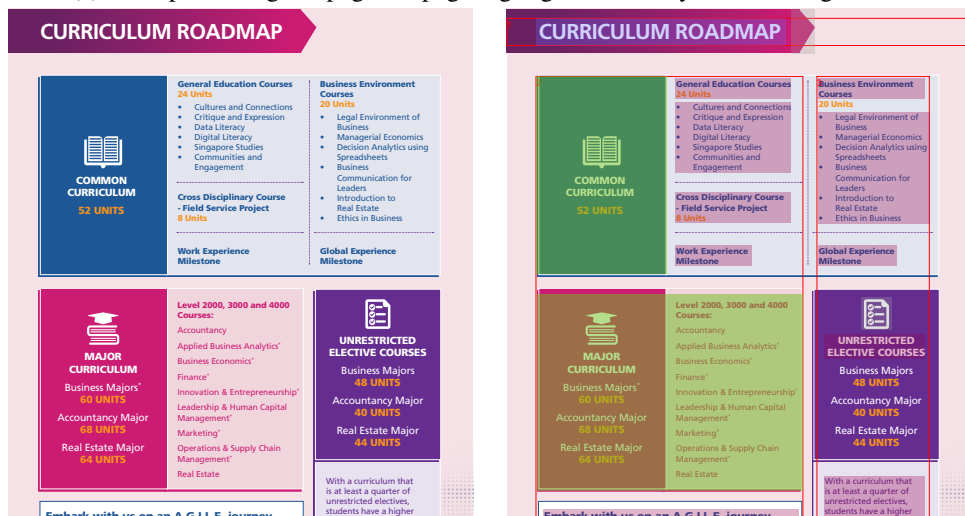 CURRICULUM ROADMAP
COMMON
CURRICULUM
52 UNITS
General Education Courses
24 Units
• Cultures and Connections
• Critique and Expression
• Data Literacy
• Digital Literacy
• Singapore Studies
• Communities and
Engagement
Cross Disciplinary Course
- Field Service Project
8 Units
Work Experience
Milestone
Business Environment
Courses
20 Units
• Legal Environment of
Business
• Managerial Economics
• Decision Analytics using
Spreadsheets
• Business
Communication for
Leaders
• Introduction to
Real Estate
• Ethics in Business
Global Experience
Milestone
MAJOR
CURRICULUM
Business Majors*
60 UNITS
Accountancy Major
68 UNITS
Real Estate Major
64 UNITS
Level 2000, 3000 and 4000
Courses:
Accountancy
Applied Business Analytics*
Business Economics*
Finance*
Innovation & Entrepreneurship*
Leadership & Human Capital
Management*
Marketing*
Operations & Supply Chain
Management*
Real Estate
UNRESTRICTED
ELECTIVE COURSES
Business Majors
48 UNITS
Accountancy Major
40 UNITS
Real Estate Major
44 UNITS
With a curriculum that
is at least a quarter of
unrestricted electives,
students have a higher
CURRICULUM ROADMAP
COMMON
CURRICULUM
52 UNITS
General Education Courses
24 Units
• Cultures and Connections
• Critique and Expression
• Data Literacy
• Digital Literacy
• Singapore Studies
• Communities and
Engagement
Cross Disciplinary Course
- Field Service Project
8 Units
Work Experience
Milestone
Business Environment
Courses
20 Units
• Legal Environment of
Business
• Managerial Economics
• Decision Analytics using
Spreadsheets
• Business
Communication for
Leaders
• Introduction to
Real Estate
• Ethics in Business
Global Experience
Milestone
MAJOR
CURRICULUM
Business Majors*
60 UNITS
Accountancy Major
68 UNITS
Real Estate Major
64 UNITS
Level 2000, 3000 and 4000
Courses:
Accountancy
Applied Business Analytics*
Business Economics*
Finance*
Innovation & Entrepreneurship*
Leadership & Human Capital
Management*
Marketing*
Operations & Supply Chain
Management*
Real Estate
UNRESTRICTED
ELECTIVE COURSES
Business Majors
48 UNITS
Accountancy Major
40 UNITS
Real Estate Major
44 UNITS
With a curriculum that
is at least a quarter of
unrestricted electives,
students have a higher